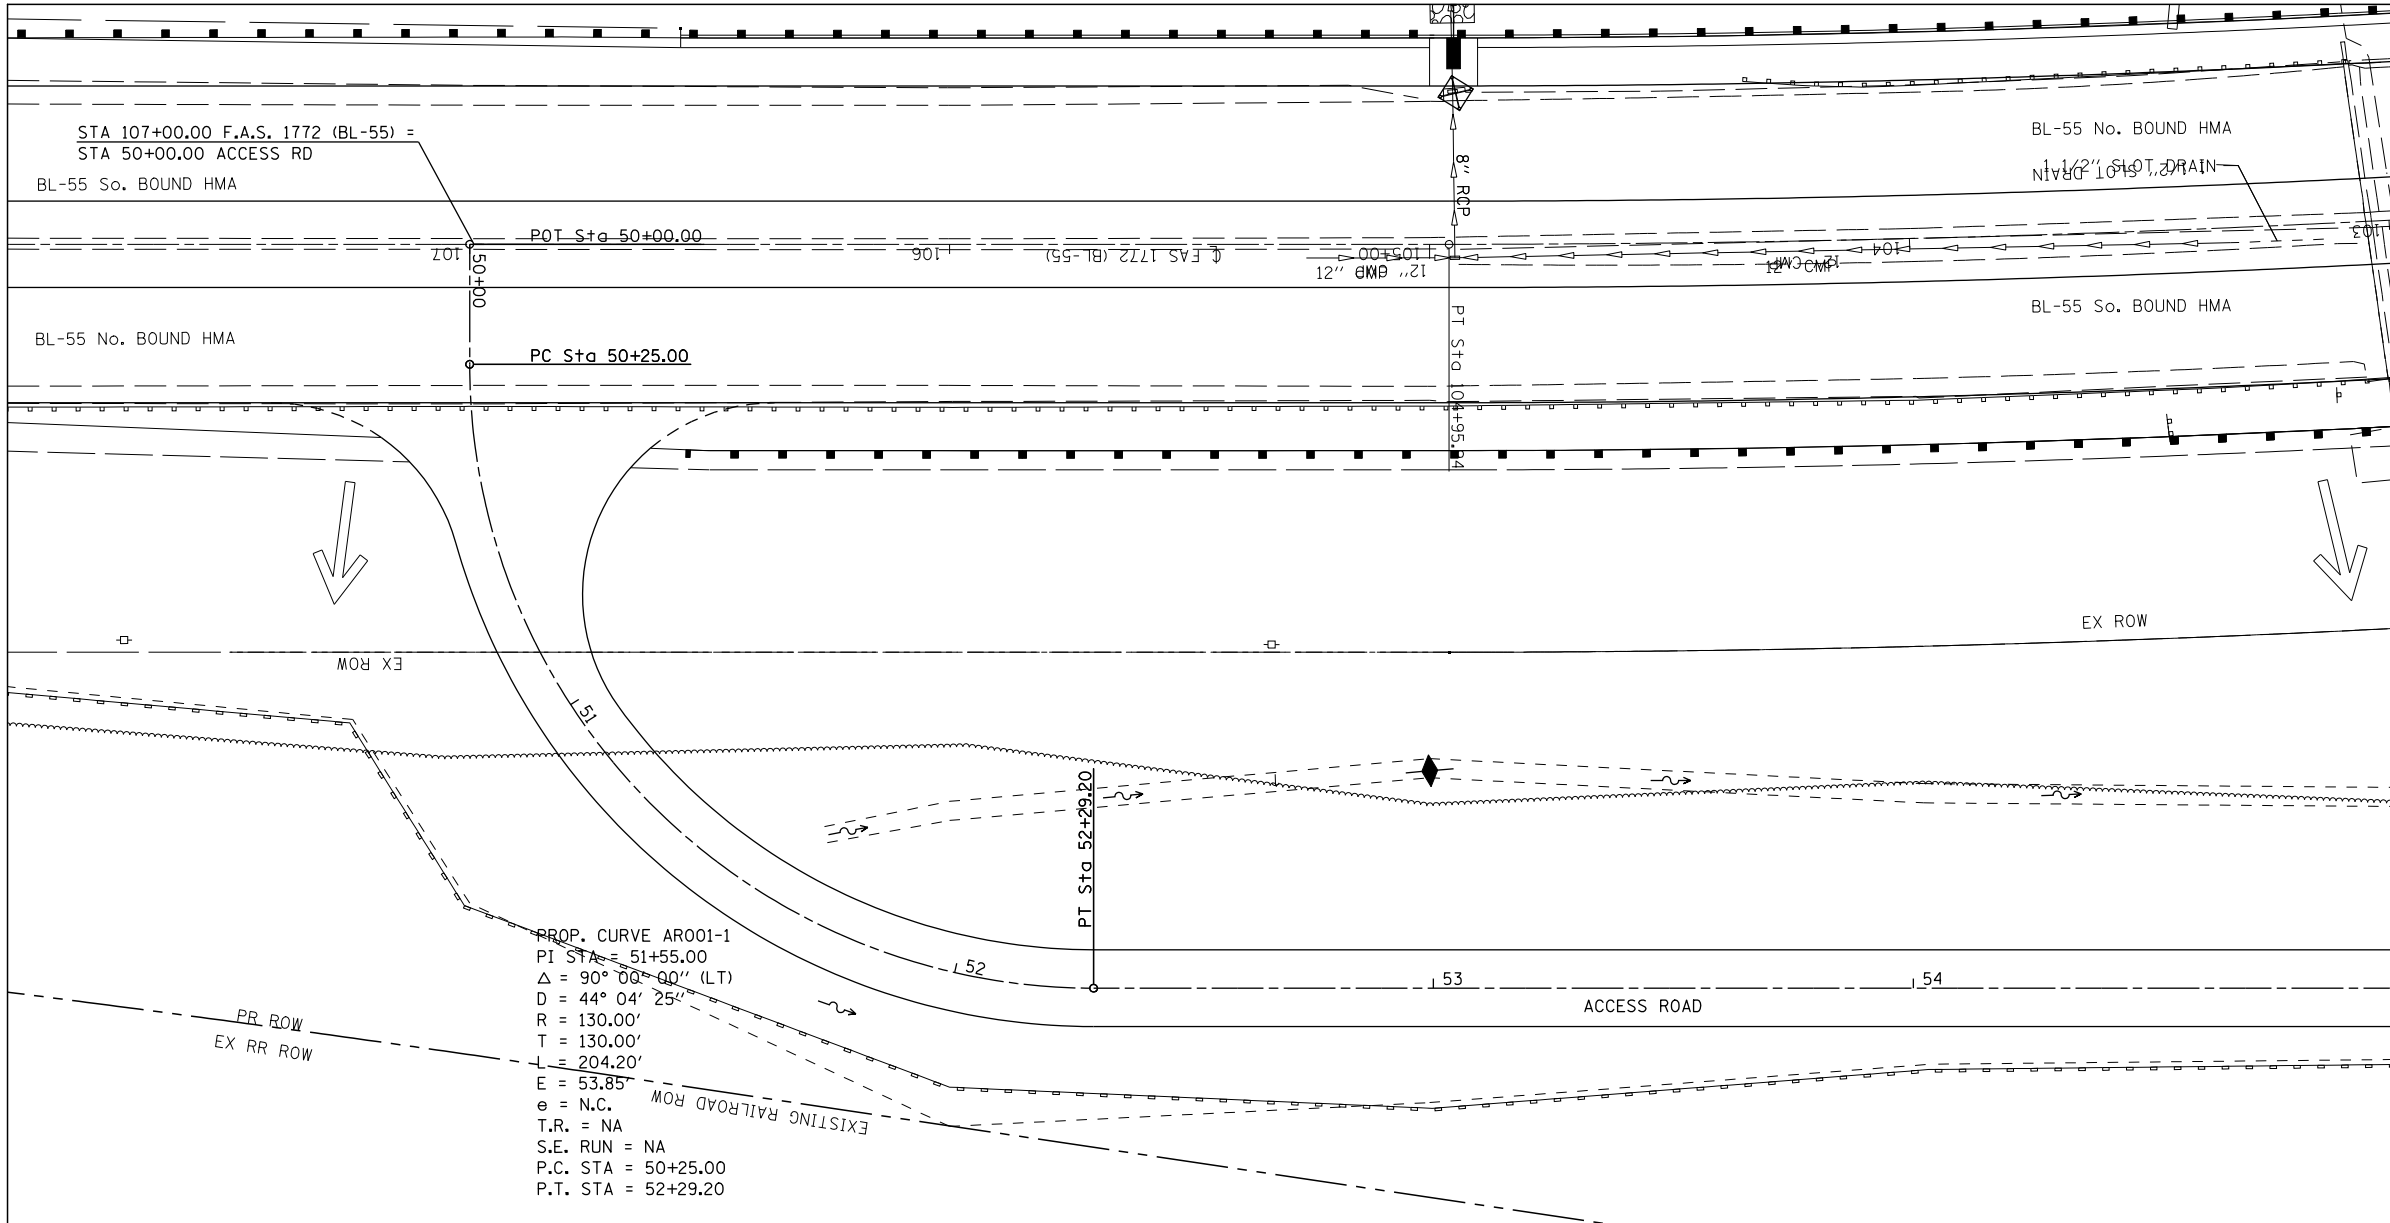 STA 107+00.00 F.A.S. 1772 (BL-55) =
STA 50+00.00 ACCESS RD
BL-55 So. BOUND HMA
BL-55 No. BOUND HMA
1 1/2" SLOT DRAIN
1 1/2" SLOT DRAIN
8' RCP
POT Sta 50+00.00
107
106
℄ FAS 1772 (BL-55)
105+00
104
103
12" CMP
12" CMP
50+00
BL-55 No. BOUND HMA
PC Sta 50+25.00
PT Sta 104+95.94
BL-55 So. BOUND HMA
EX ROW
EX ROW
51
PT Sta 52+29.20
52
53
54
ACCESS ROAD
PR ROW
EX RR ROW
EXISTING RAILROAD ROW
PROP. CURVE AR001-1
PI STA = 51+55.00
Δ = 90° 00' 00" (LT)
D = 44° 04' 25"
R = 130.00'
T = 130.00'
L = 204.20'
E = 53.85'
e = N.C.
T.R. = NA
S.E. RUN = NA
P.C. STA = 50+25.00
P.T. STA = 52+29.20